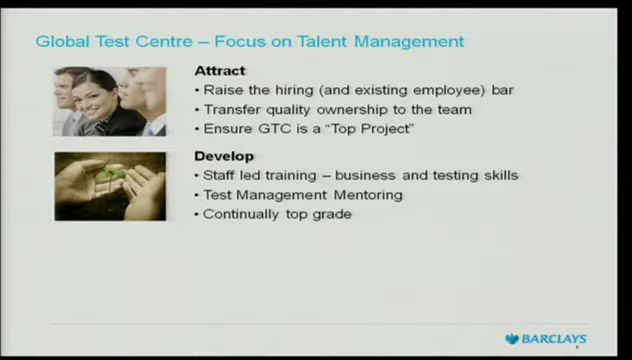 Global Test Centre – Focus on Talent Management
Attract
• Raise the hiring (and existing employee) bar
• Transfer quality ownership to the team
• Ensure GTC is a “Top Project”
Develop
• Staff led training – business and testing skills
• Test Management Mentoring
• Continually top grade
BARCLAYS